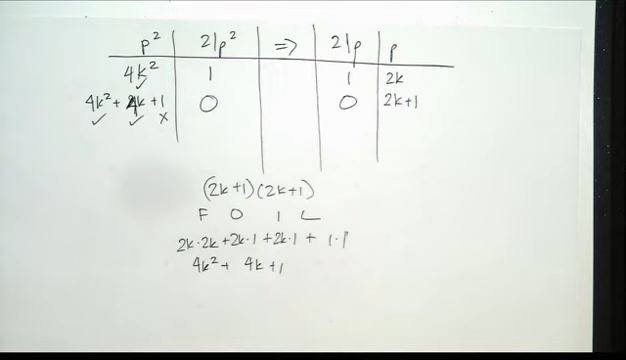 p² 2|p² => 2|p p
4k² 1 1 2k
4k² + 4k + 1 0 0 2k+1
✓ ✓ x
(2k+1)(2k+1)
F O I L
2k·2k + 2k·1 + 2k·1 + 1·1
4k² + 4k + 1